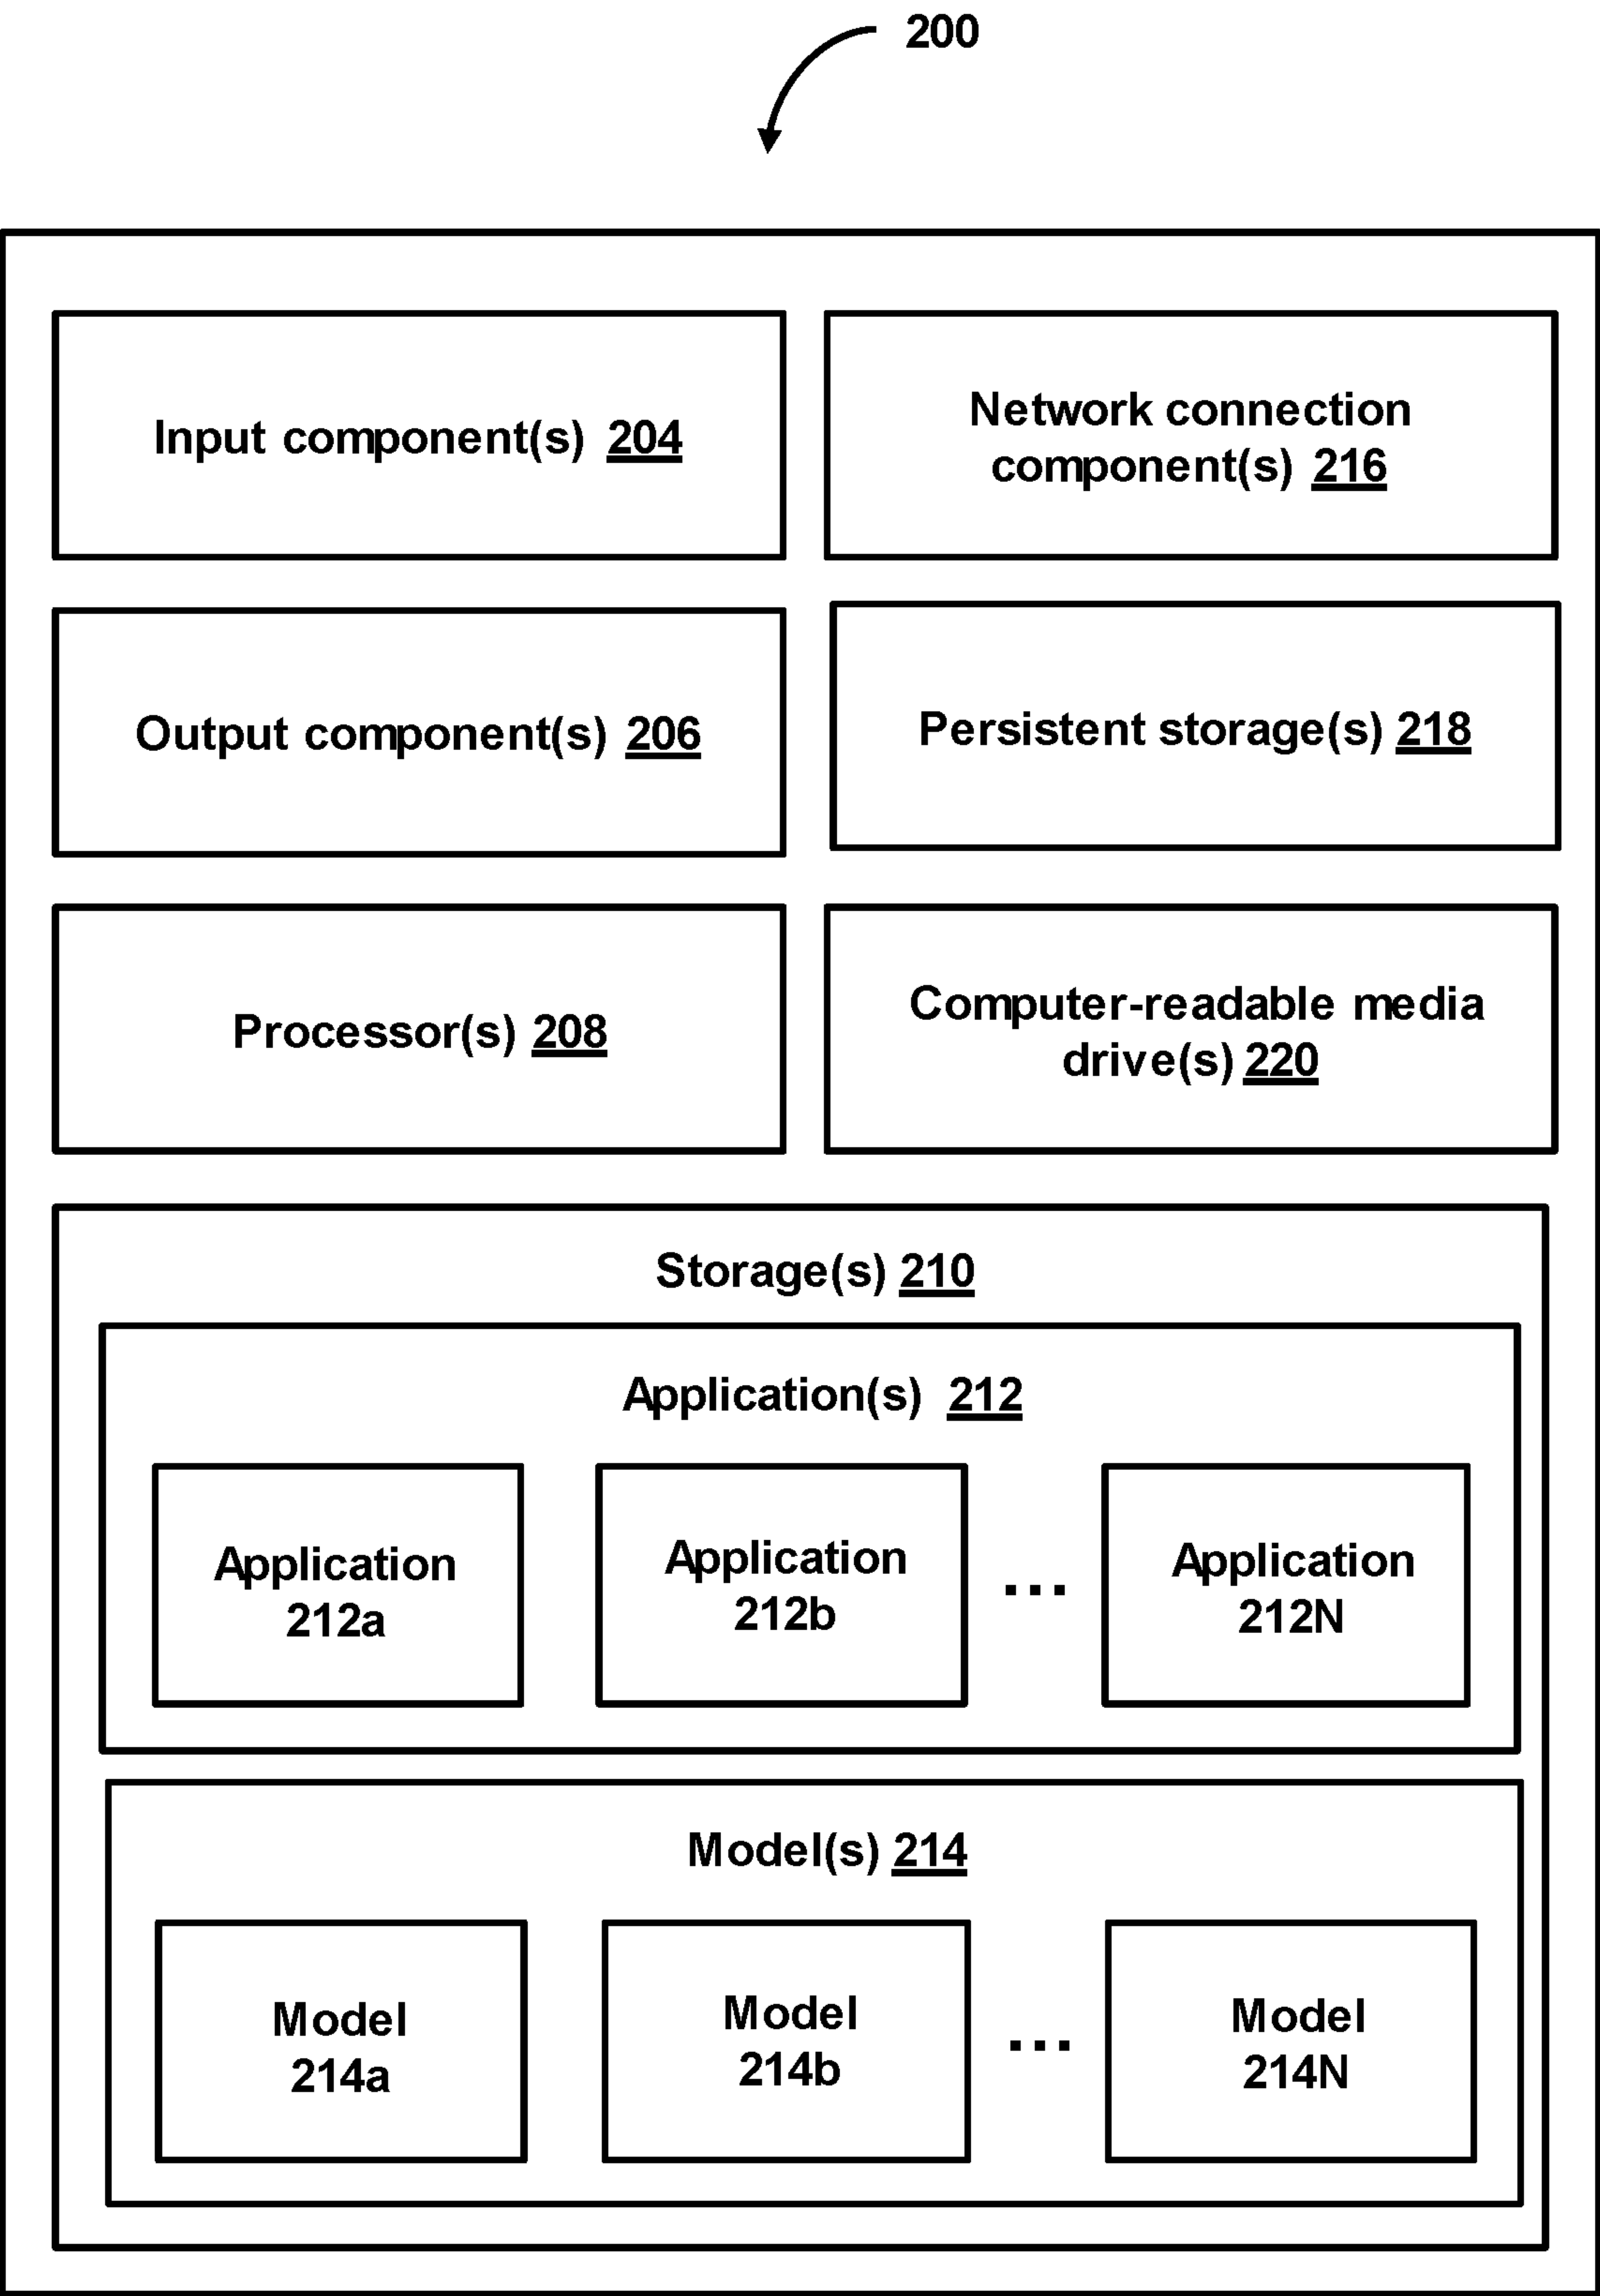 200
Input component(s) 204
Network connection
component(s) 216
Output component(s) 206
Persistent storage(s) 218
Processor(s) 208
Computer-readable media
drive(s) 220
Storage(s) 210
Application(s) 212
Application
212a
Application
212b
...
Application
212N
Model(s) 214
Model
214a
Model
214b
...
Model
214N